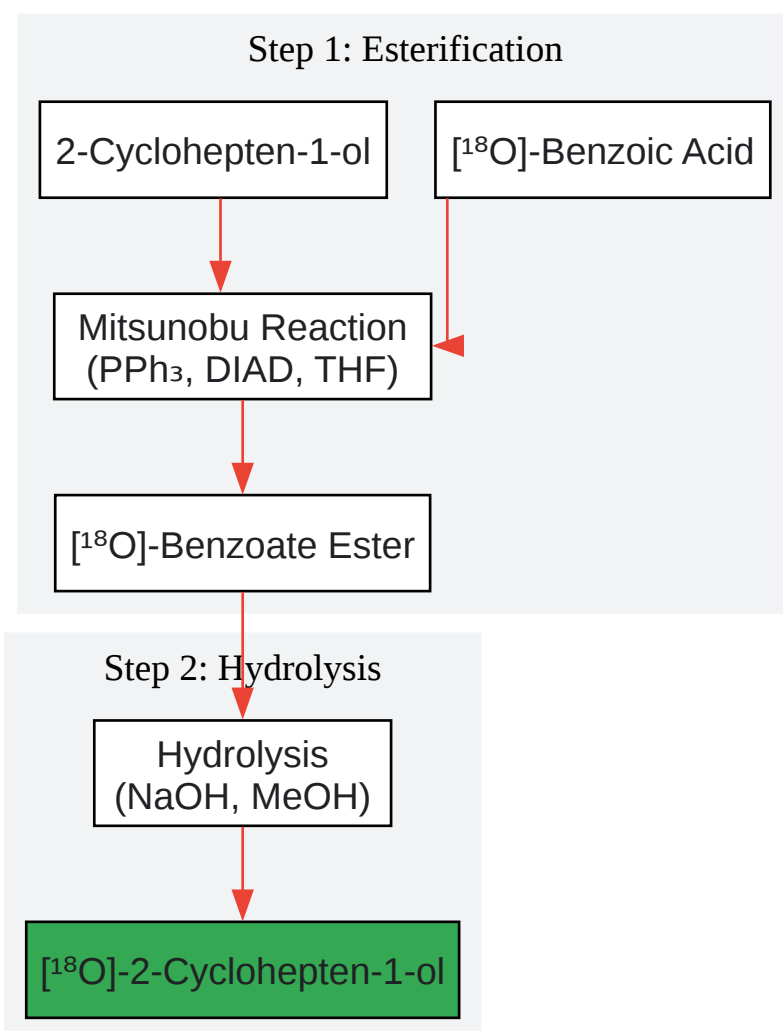 Step 1: Esterification
2-Cyclohepten-1-ol
[¹⁸O]-Benzoic Acid
Mitsunobu Reaction
(PPh₃, DIAD, THF)
[¹⁸O]-Benzoate Ester
Step 2: Hydrolysis
Hydrolysis
(NaOH, MeOH)
[¹⁸O]-2-Cyclohepten-1-ol